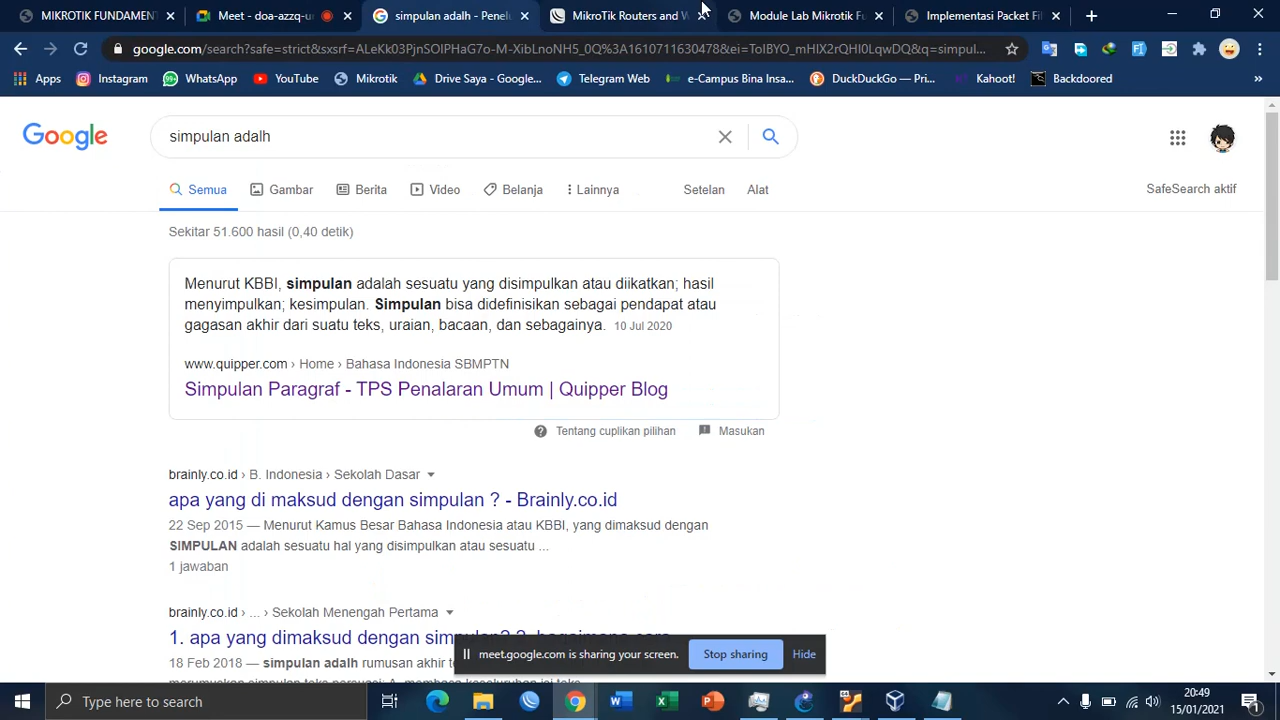 MIKROTIK FUNDAMENT
Meet - doa-azzq-u
simpulan adalh - Penel
MikroTik Routers and W
Module Lab Mikrotik Fu
Implementasi Packet Fil
google.com/search?safe=strict&sxsrf=ALeKk03PjnSOIPHaG7o-M-XibLnoNH5_0Q%3A1610711630478&ei=ToIBYO_mHIX2rQHI0LqwDQ&q=simpul...
Apps
Instagram
WhatsApp
YouTube
Mikrotik
Drive Saya - Google...
Telegram Web
e-Campus Bina Insa...
DuckDuckGo — Pri...
Kahoot!
Backdoored
»
Google
simpulan adalh
Semua
Gambar
Berita
Video
Belanja
Lainnya
Setelan
Alat
SafeSearch aktif
Sekitar 51.600 hasil (0,40 detik)
Menurut KBBI, simpulan adalah sesuatu yang disimpulkan atau diikatkan; hasil
menyimpulkan; kesimpulan. Simpulan bisa didefinisikan sebagai pendapat atau
gagasan akhir dari suatu teks, uraian, bacaan, dan sebagainya. 10 Jul 2020
www.quipper.com › Home › Bahasa Indonesia SBMPTN
Simpulan Paragraf - TPS Penalaran Umum | Quipper Blog
Tentang cuplikan pilihan
Masukan
brainly.co.id › B. Indonesia › Sekolah Dasar
apa yang di maksud dengan simpulan ? - Brainly.co.id
22 Sep 2015 — Menurut Kamus Besar Bahasa Indonesia atau KBBI, yang dimaksud dengan
SIMPULAN adalah sesuatu hal yang disimpulkan atau sesuatu ...
1 jawaban
brainly.co.id › ... › Sekolah Menengah Pertama
1. apa yang dimaksud dengan sim
18 Feb 2018 — simpulan adalh rumusan akhir te
meet.google.com is sharing your screen.
Stop sharing
Hide
Type here to search
20:49
15/01/2021
1